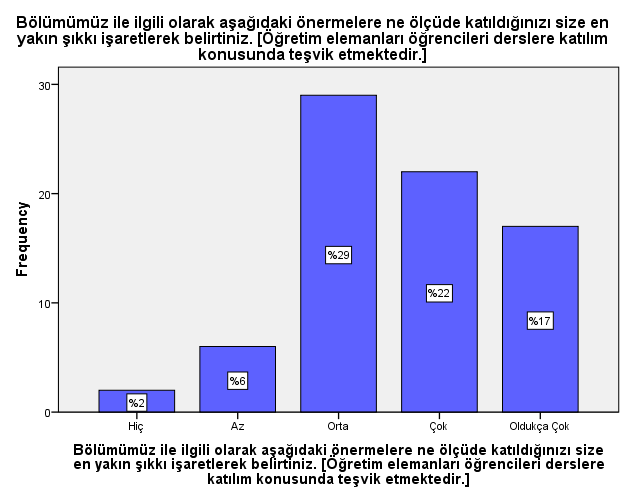 Bölümümüz ile ilgili olarak aşağıdaki önermelere ne ölçüde katıldığınızı size en
yakın şıkkı işaretlerek belirtiniz. [Öğretim elemanları öğrencileri derslere katılım
konusunda teşvik etmektedir.]
30
20
10
0
Frequency
%2
%6
%29
%22
%17
Hiç
Az
Orta
Çok
Oldukça Çok
Bölümümüz ile ilgili olarak aşağıdaki önermelere ne ölçüde katıldığınızı size
en yakın şıkkı işaretlerek belirtiniz. [Öğretim elemanları öğrencileri derslere
katılım konusunda teşvik etmektedir.]